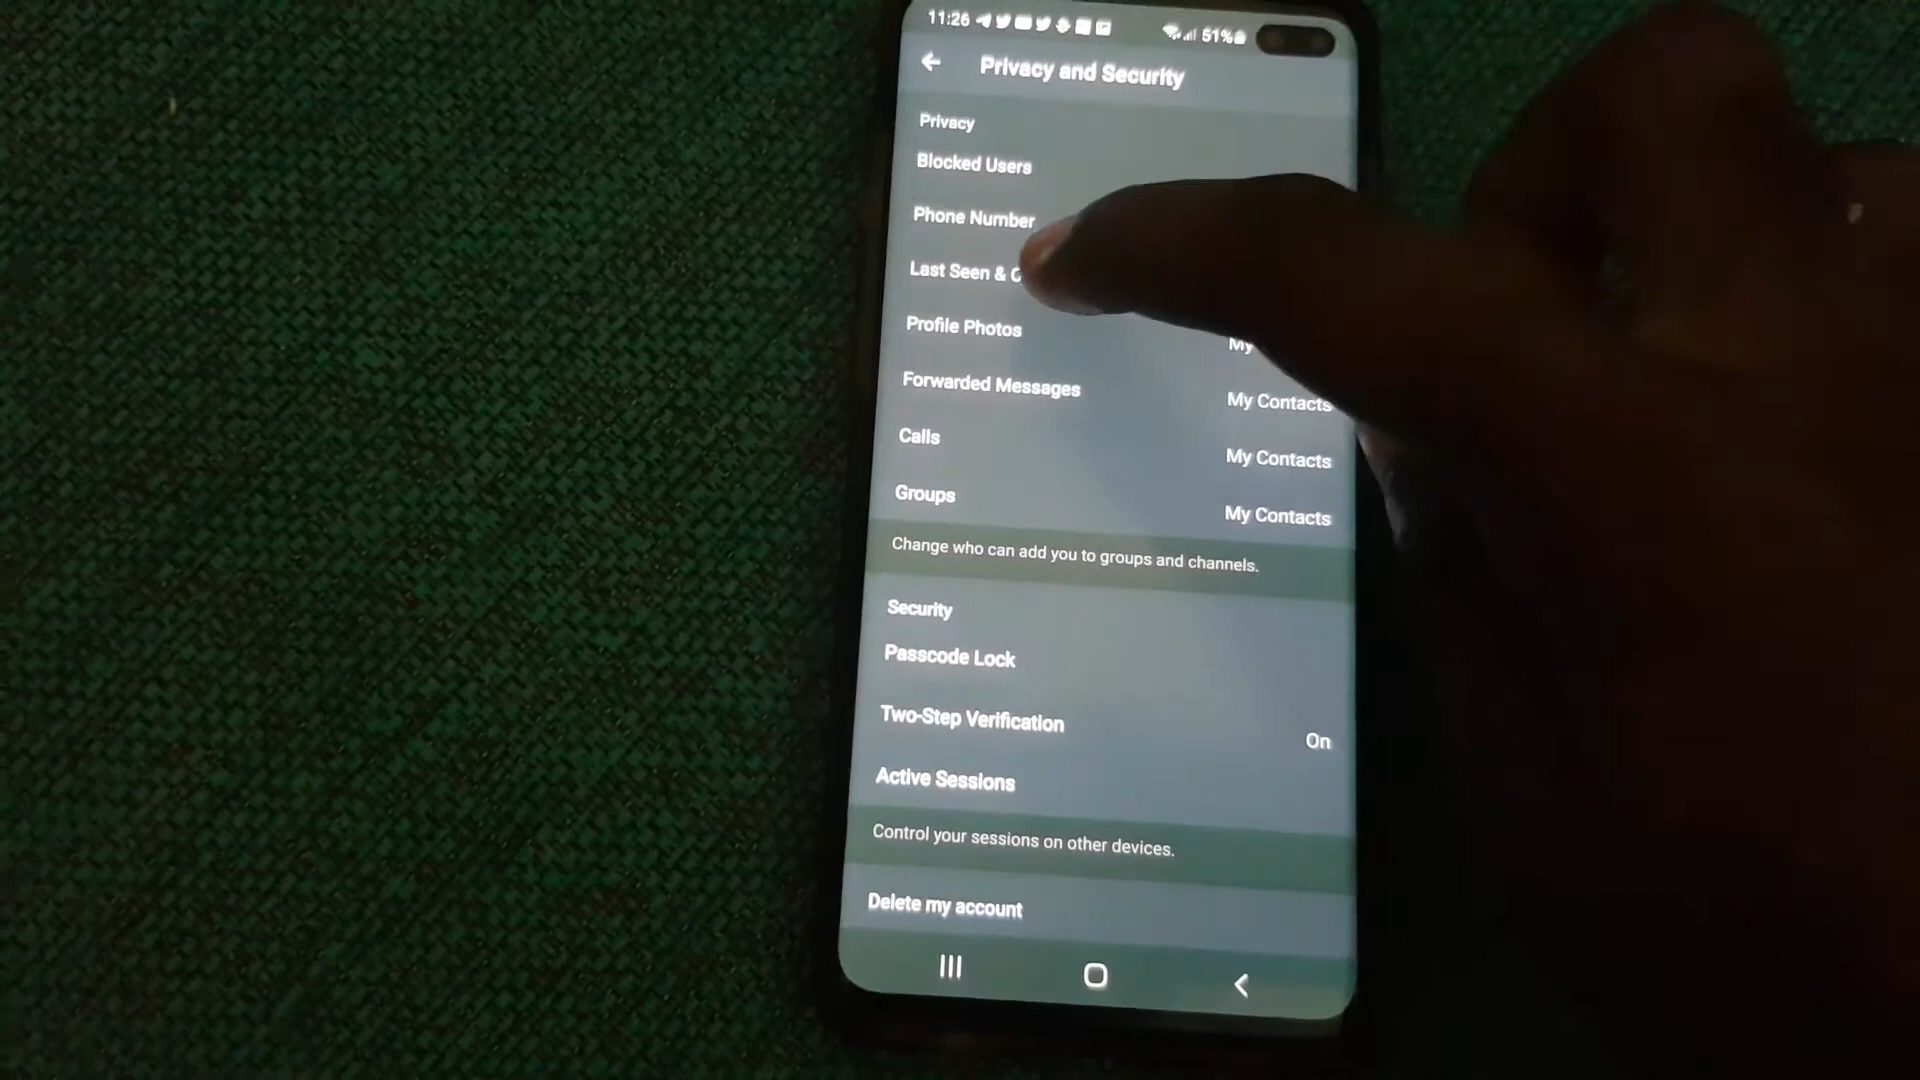 11:26
51%
Privacy and Security
Privacy
Blocked Users
Phone Number
Last Seen &
Profile Photos
My
Forwarded Messages
My Contacts
Calls
My Contacts
Groups
My Contacts
Change who can add you to groups and channels.
Security
Passcode Lock
Two-Step Verification
On
Active Sessions
Control your sessions on other devices.
Delete my account